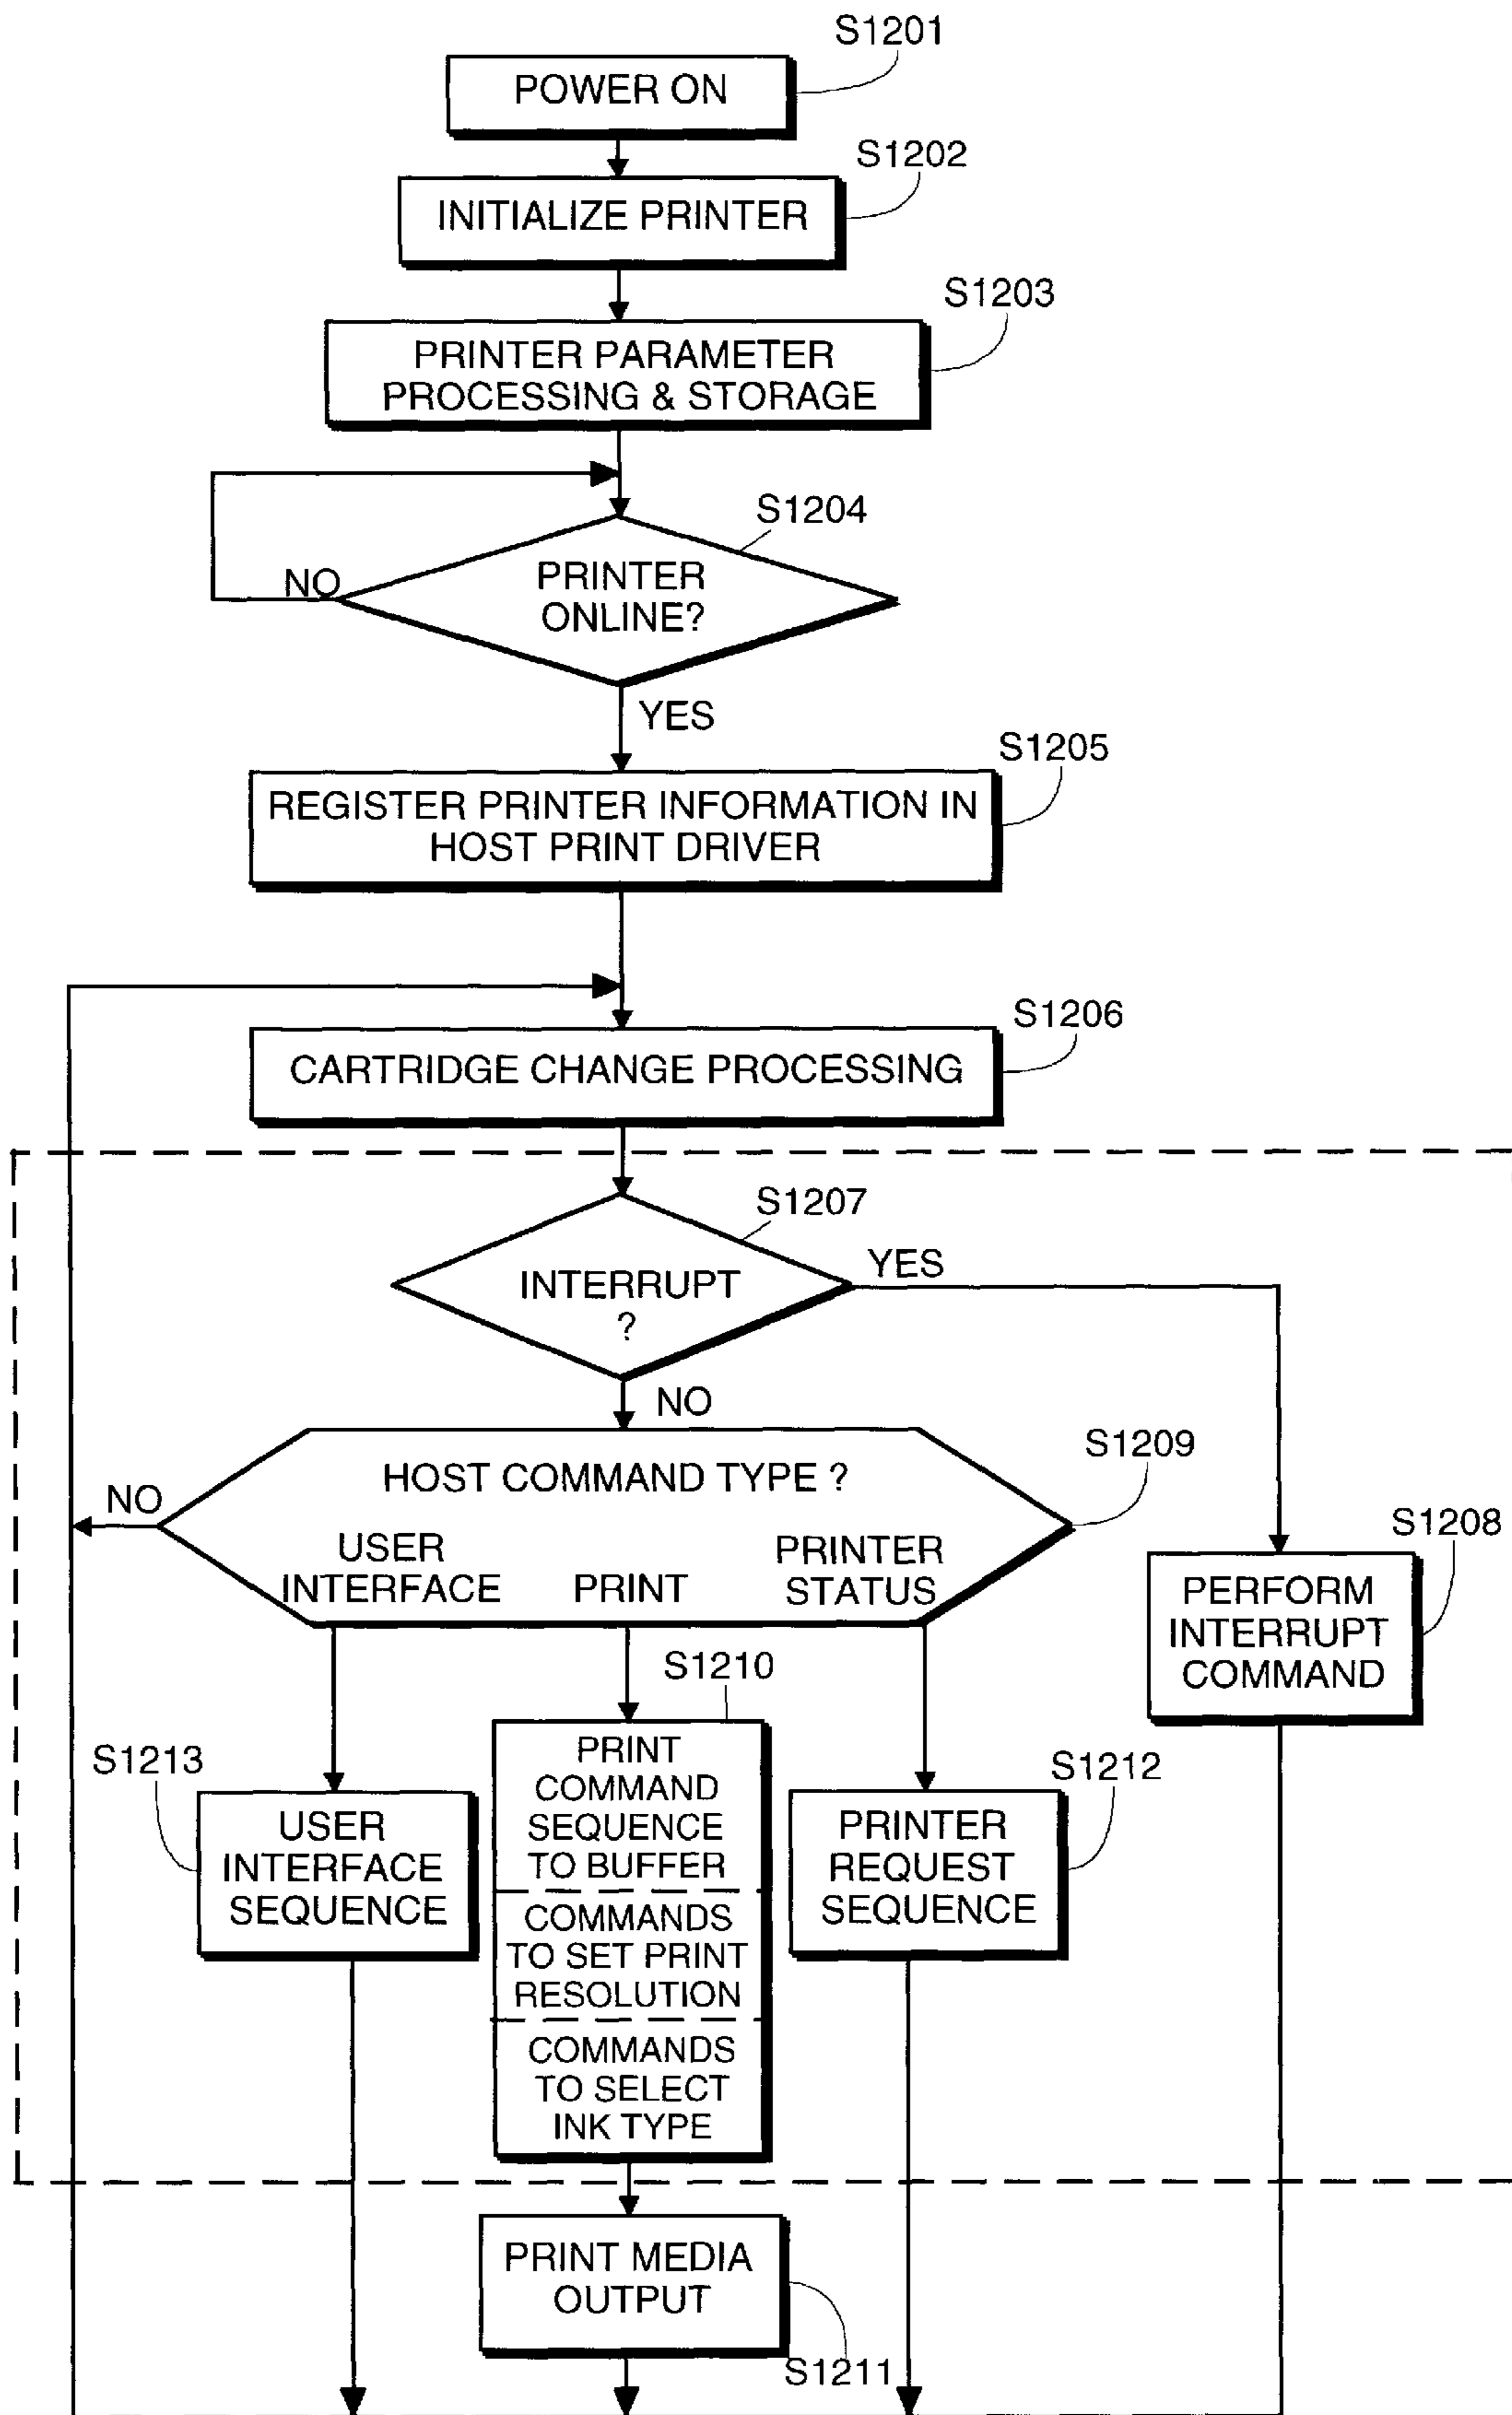 S1201
POWER ON
S1202
INITIALIZE PRINTER
S1203
PRINTER PARAMETER
PROCESSING & STORAGE
S1204
NO
PRINTER
ONLINE?
YES
S1205
REGISTER PRINTER INFORMATION IN
HOST PRINT DRIVER
S1206
CARTRIDGE CHANGE PROCESSING
S1207
YES
INTERRUPT
?
NO
S1209
HOST COMMAND TYPE ?
NO
USER
INTERFACE
PRINT
PRINTER
STATUS
S1208
PERFORM
INTERRUPT
COMMAND
S1213
USER
INTERFACE
SEQUENCE
S1210
PRINT
COMMAND
SEQUENCE
TO BUFFER
COMMANDS
TO SET PRINT
RESOLUTION
COMMANDS
TO SELECT
INK TYPE
S1212
PRINTER
REQUEST
SEQUENCE
PRINT MEDIA
OUTPUT
S1211